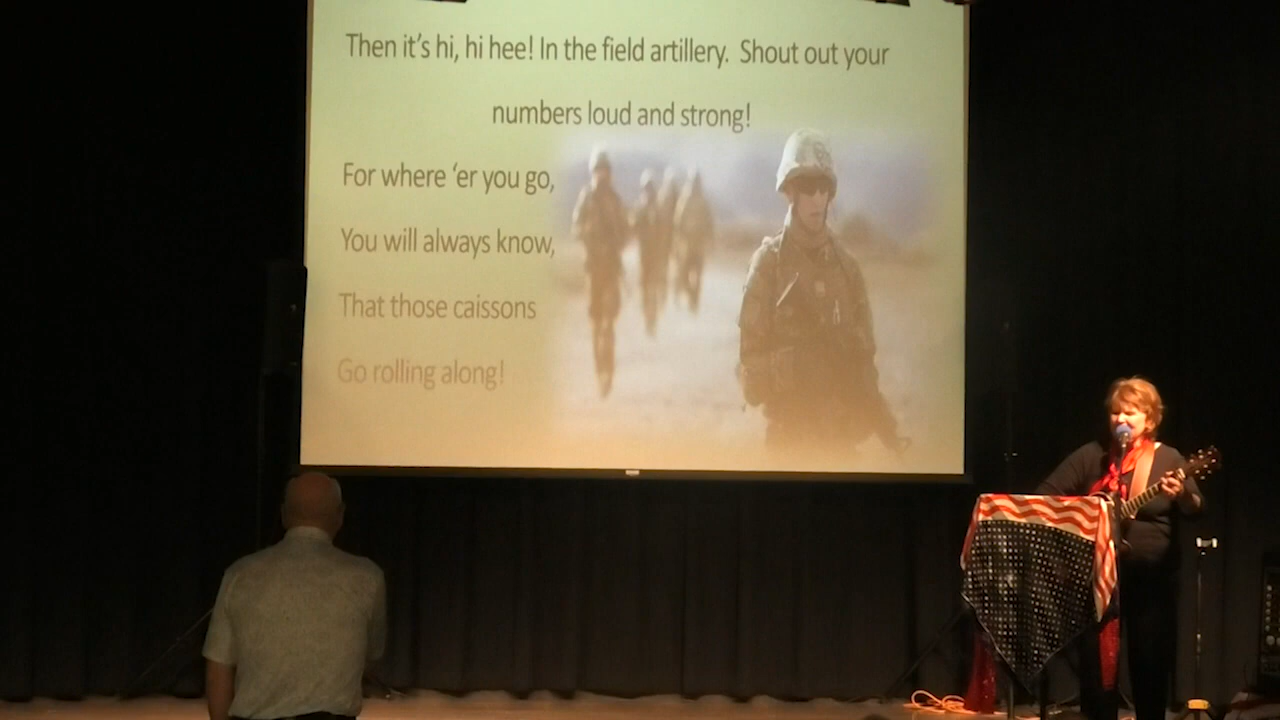 Then it's hi, hi hee! In the field artillery. Shout out your
numbers loud and strong!
For where 'er you go,
You will always know,
That those caissons
Go rolling along!